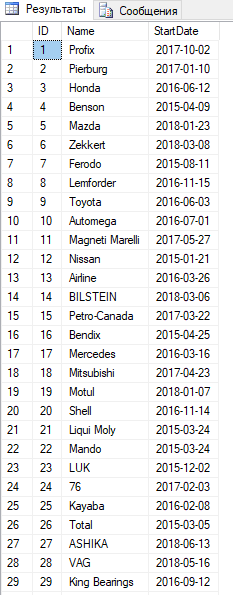 Результаты Сообщения
ID Name StartDate
1 1 Profix 2017-10-02
2 2 Pierburg 2017-01-10
3 3 Honda 2016-06-12
4 4 Benson 2015-04-09
5 5 Mazda 2018-01-23
6 6 Zekkert 2018-03-08
7 7 Ferodo 2015-08-11
8 8 Lemforder 2016-11-15
9 9 Toyota 2016-06-03
10 10 Automega 2016-07-01
11 11 Magneti Marelli 2017-05-27
12 12 Nissan 2015-01-21
13 13 Airline 2016-03-26
14 14 BILSTEIN 2018-03-06
15 15 Petro-Canada 2017-03-22
16 16 Bendix 2015-04-25
17 17 Mercedes 2016-03-16
18 18 Mitsubishi 2017-04-23
19 19 Motul 2018-01-07
20 20 Shell 2016-11-14
21 21 Liqui Moly 2015-03-24
22 22 Mando 2015-03-24
23 23 LUK 2015-12-02
24 24 76 2017-02-03
25 25 Kayaba 2016-02-08
26 26 Total 2015-03-05
27 27 ASHIKA 2018-06-13
28 28 VAG 2018-05-16
29 29 King Bearings 2016-09-12